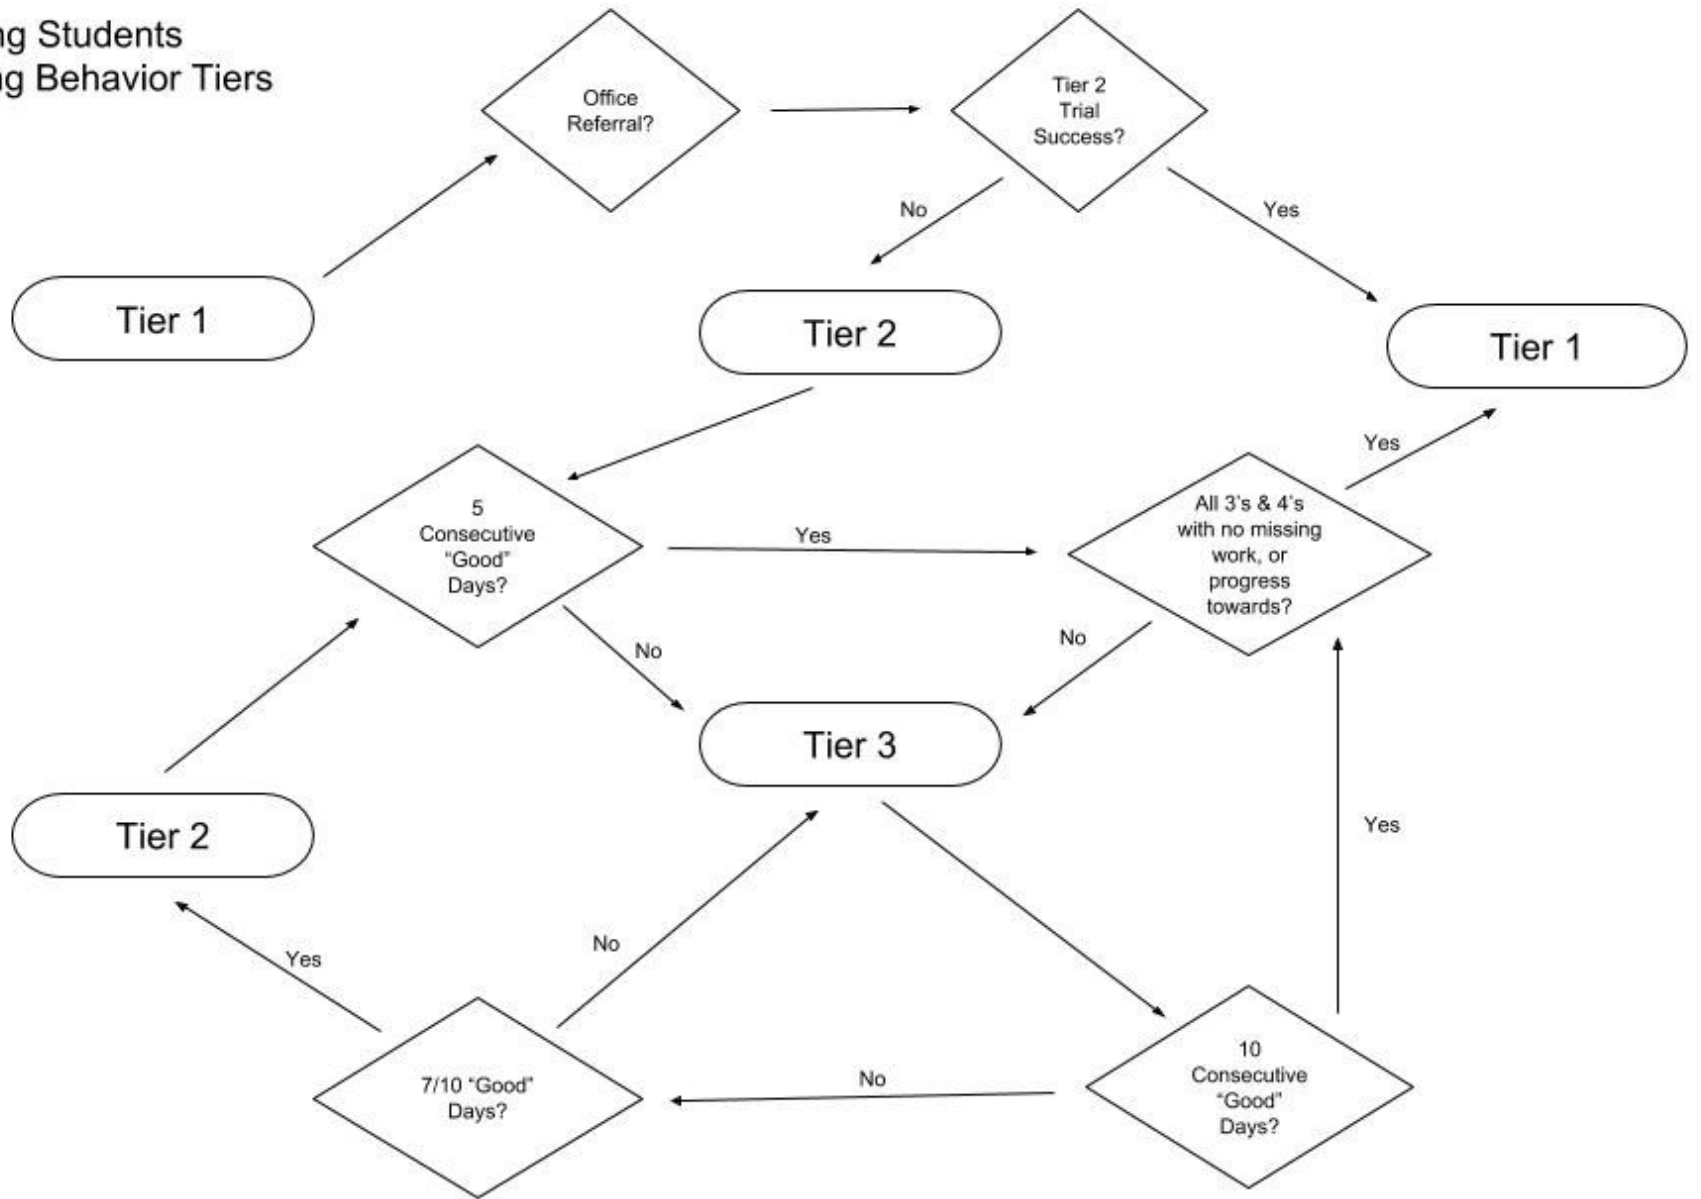 ng Students
ng Behavior Tiers
Office
Referral?
Tier 2
Trial
Success?
No
Yes
Tier 1
Tier 2
Tier 1
Yes
5
Consecutive
“Good”
Days?
Yes
All 3’s & 4’s
with no missing
work, or
progress
towards?
No
No
Tier 3
Tier 2
Yes
Yes
No
7/10 “Good”
Days?
No
10
Consecutive
“Good”
Days?